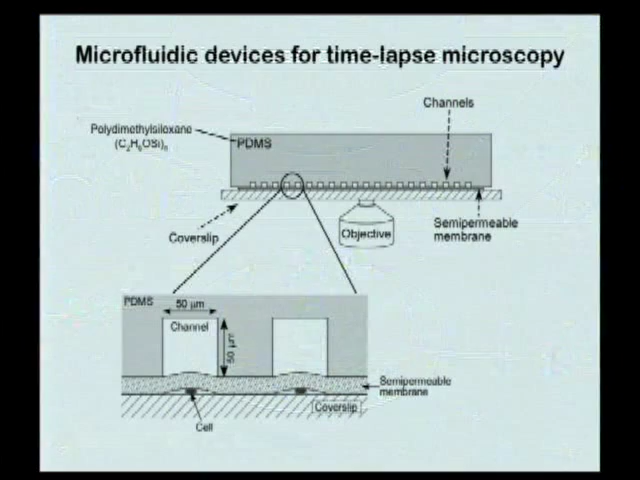 Microfluidic devices for time-lapse microscopy
Channels
Polydimethylsiloxane
(C₂H₆OSi)ₙ
PDMS
Semipermeable
membrane
Coverslip
Objective
PDMS
50 µm
Channel
50 µm
Semipermeable
membrane
Coverslip
Cell